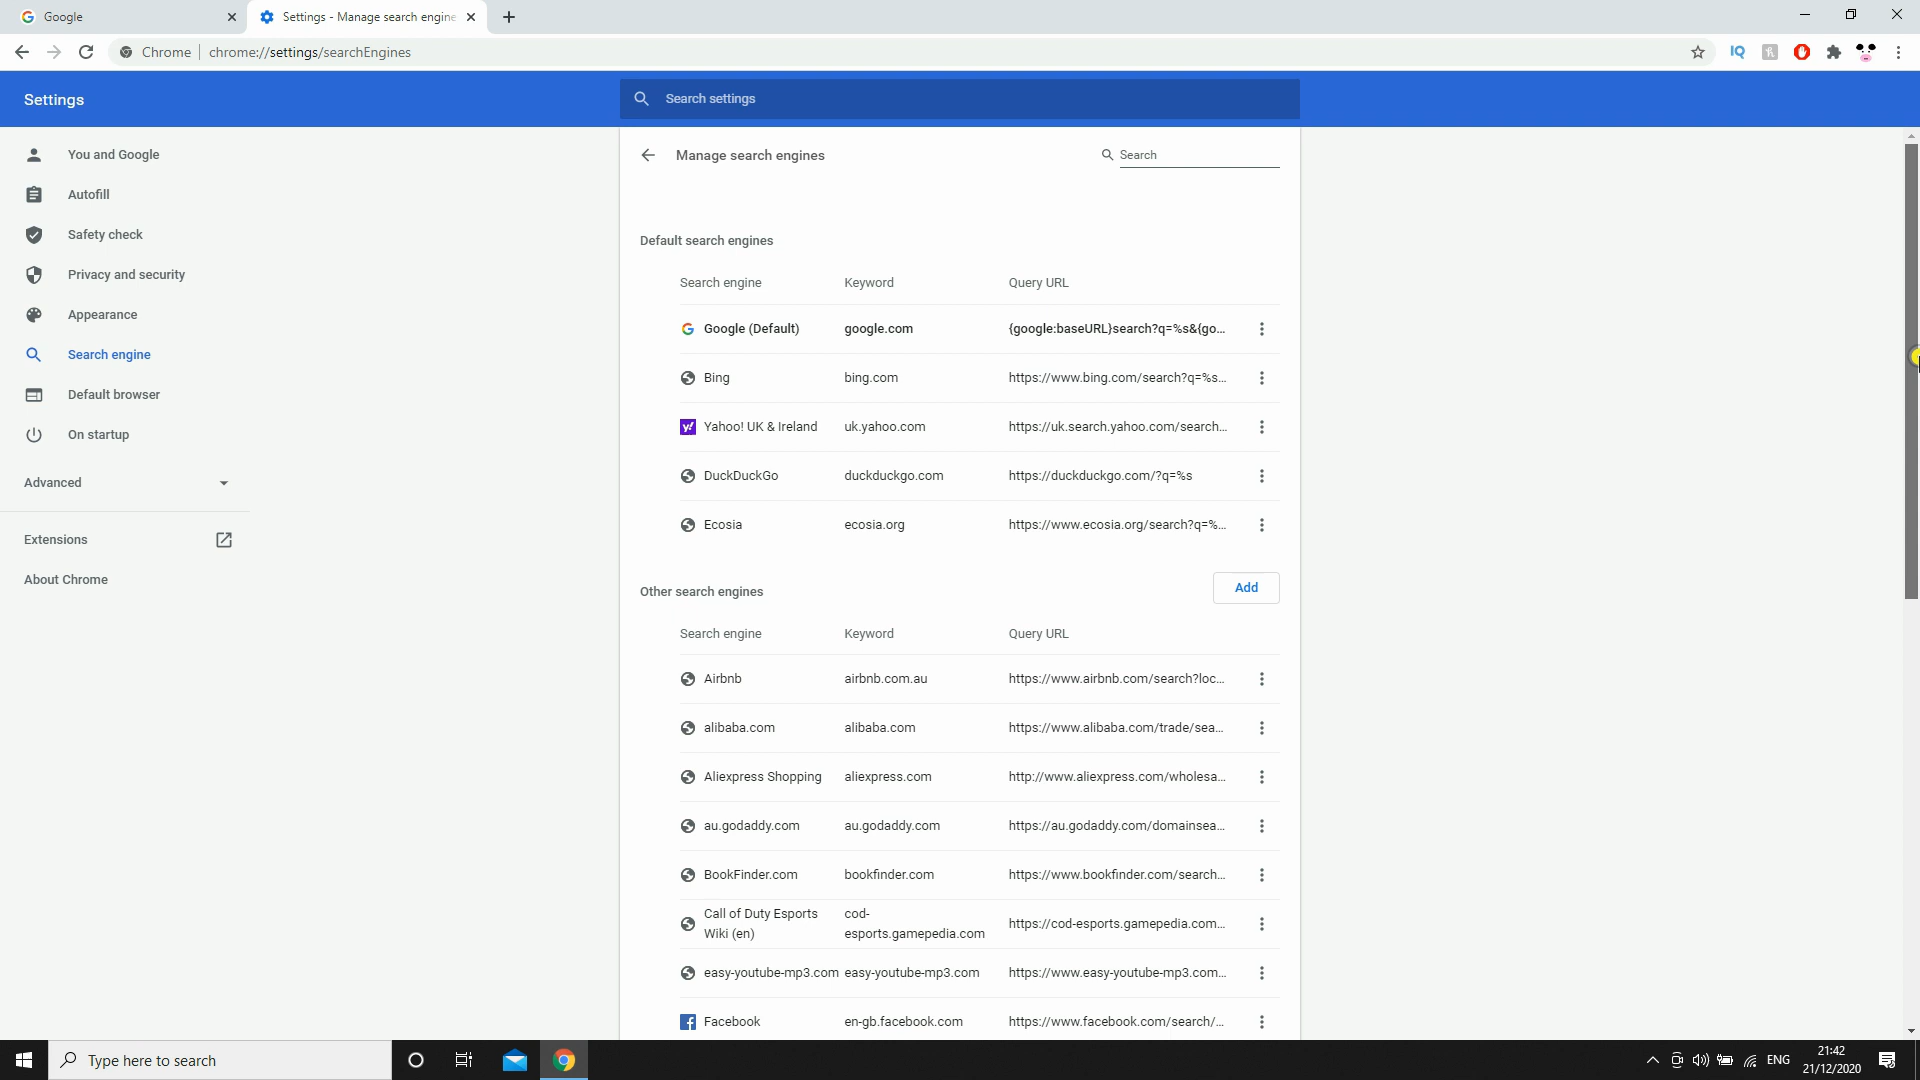 Google
Settings - Manage search engine
Chrome chrome://settings/searchEngines
IQ
Settings
Search settings
You and Google
Autofill
Safety check
Privacy and security
Appearance
Search engine
Default browser
On startup
Advanced
Extensions
About Chrome
Manage search engines
Search
Default search engines
Search engine Keyword Query URL
Google (Default) google.com {google:baseURL}search?q=%s&{go...
Bing bing.com https://www.bing.com/search?q=%s...
Yahoo! UK & Ireland uk.yahoo.com https://uk.search.yahoo.com/search...
DuckDuckGo duckduckgo.com https://duckduckgo.com/?q=%s
Ecosia ecosia.org https://www.ecosia.org/search?q=%...
Other search engines
Add
Search engine Keyword Query URL
Airbnb airbnb.com.au https://www.airbnb.com/search?loc...
alibaba.com alibaba.com https://www.alibaba.com/trade/sea...
Aliexpress Shopping aliexpress.com http://www.aliexpress.com/wholesa...
au.godaddy.com au.godaddy.com https://au.godaddy.com/domainsea...
BookFinder.com bookfinder.com https://www.bookfinder.com/search...
Call of Duty Esports Wiki (en) cod-esports.gamepedia.com https://cod-esports.gamepedia.com...
easy-youtube-mp3.com easy-youtube-mp3.com https://www.easy-youtube-mp3.com...
Facebook en-gb.facebook.com https://www.facebook.com/search/...
Type here to search
ENG
21:42
21/12/2020